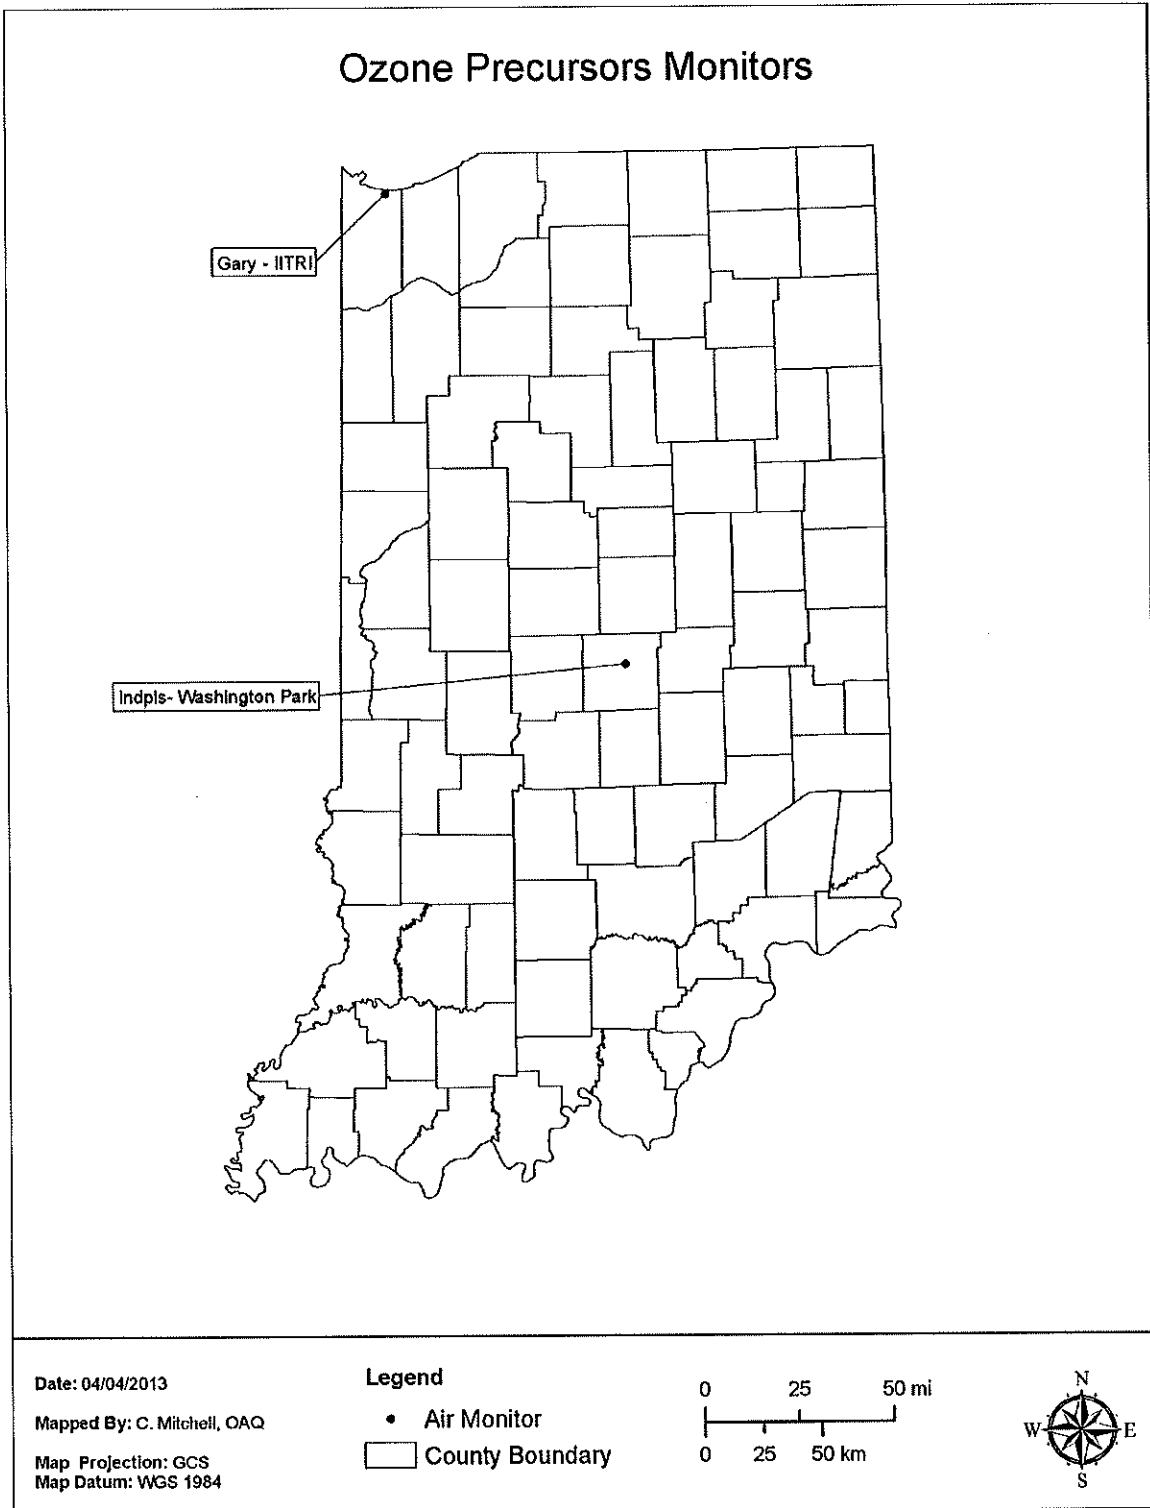 Ozone Precursors Monitors
Gary - IITRI
Indpls- Washington Park
Date: 04/04/2013
Mapped By: C. Mitchell, OAQ
Map Projection: GCS
Map Datum: WGS 1984
Legend
Air Monitor
County Boundary
0 25 50 mi
0 25 50 km
N
W E
S